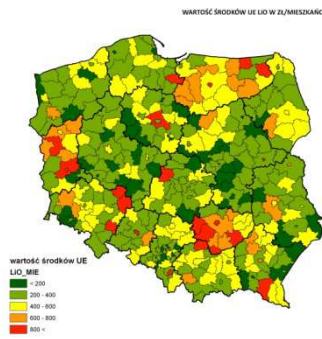 WARTOŚĆ ŚRODKÓW UE LiO W ZŁ/MIESZKAŃC
wartość środków UE
LiO_MIE
< 200
200 - 400
400 - 600
600 - 800
800 <